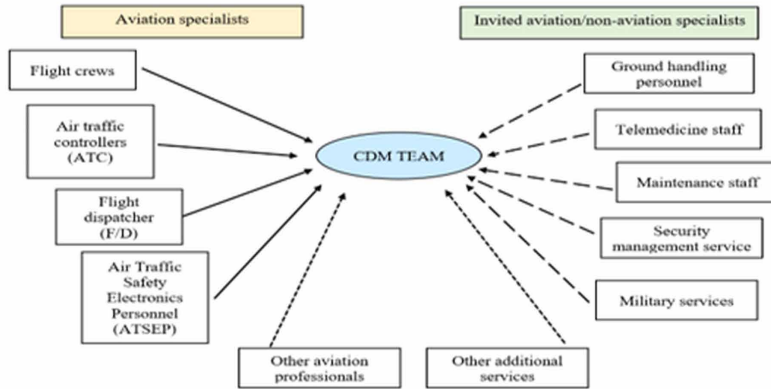 Aviation specialists
Invited aviation/non-aviation specialists
Flight crews
Air traffic
controllers
(ATC)
Flight
dispatcher
(F/D)
Air Traffic
Safety
Electronics
Personnel
(ATSEP)
CDM TEAM
Ground handling
personnel
Telemedicine staff
Maintenance staff
Security
management service
Military services
Other aviation
professionals
Other additional
services